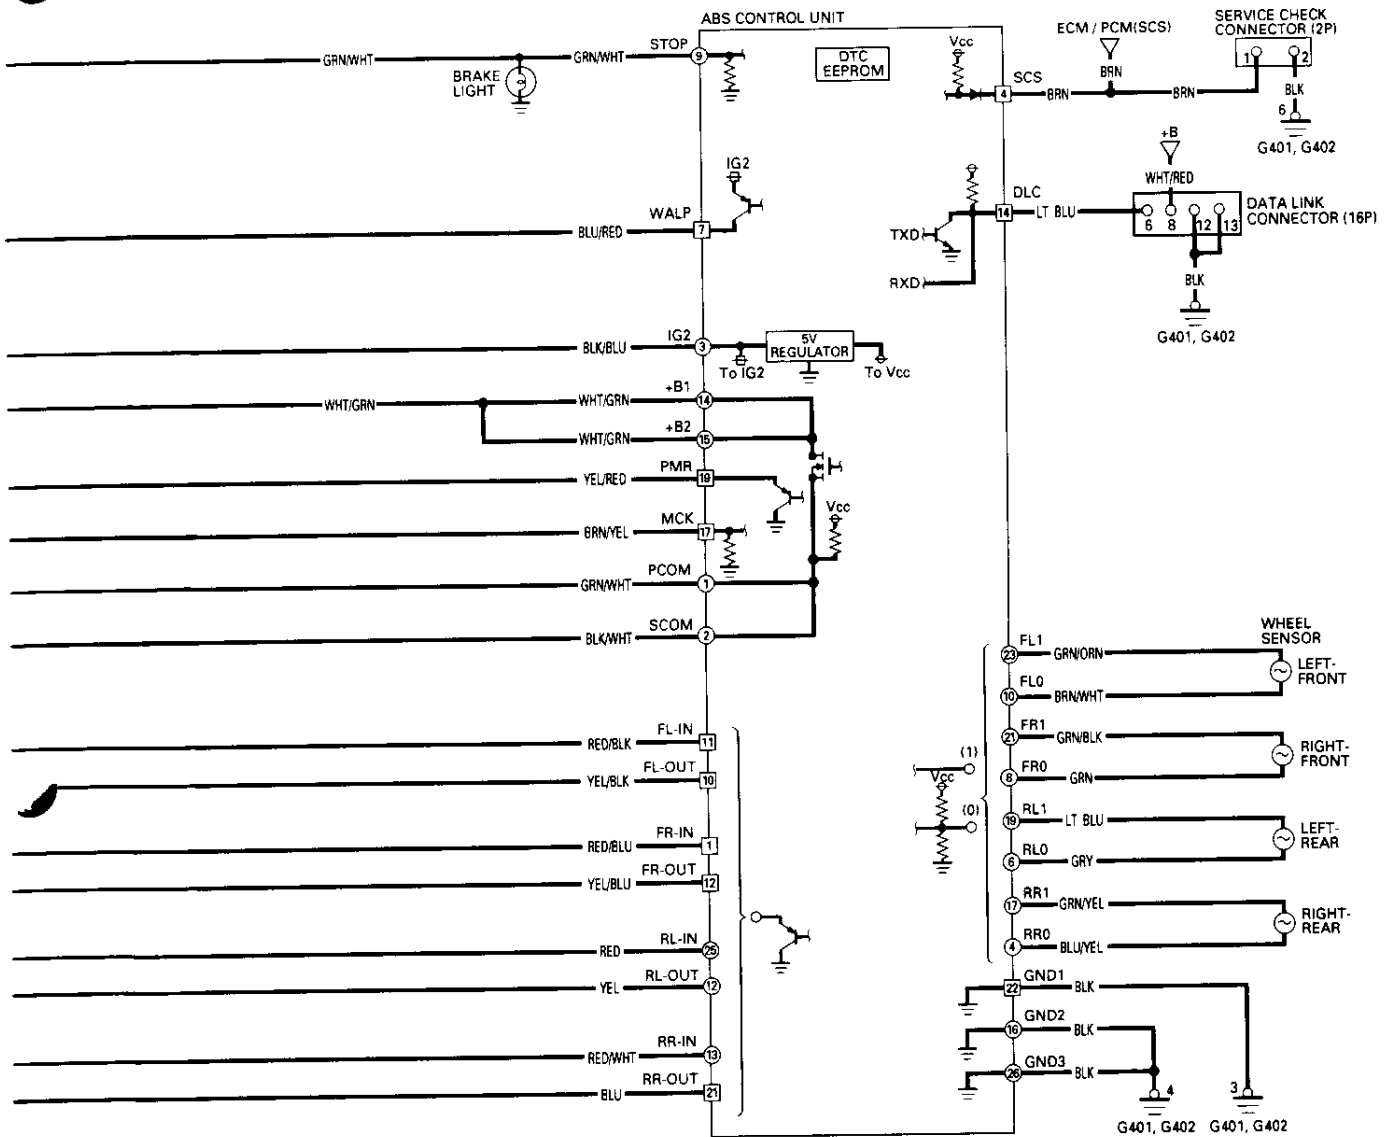 ABS CONTROL UNIT
DTC
EEPROM
STOP
GRN/WHT
GRN/WHT
9
BRAKE
LIGHT
Vcc
SCS
4
BRN
BRN
ECM / PCM(SCS)
BRN
SERVICE CHECK
CONNECTOR (2P)
1
2
BLK
6
G401, G402
IG2
WALP
BLU/RED
7
+B
WHT/RED
DLC
14
LT BLU
TXD
RXD
6
8
12
13
DATA LINK
CONNECTOR (16P)
BLK
G401, G402
IG2
BLK/BLU
3
5V
REGULATOR
To IG2
To Vcc
+B1
WHT/GRN
WHT/GRN
14
+B2
WHT/GRN
15
PMR
YEL/RED
19
Vcc
MCK
BRN/YEL
17
PCOM
GRN/WHT
1
SCOM
BLK/WHT
2
WHEEL
SENSOR
FL1
23
GRN/ORN
LEFT-
FRONT
FL0
10
BRN/WHT
FR1
21
GRN/BLK
RIGHT-
FRONT
FR0
8
GRN
RL1
19
LT BLU
LEFT-
REAR
RL0
6
GRY
RR1
17
GRN/YEL
RIGHT-
REAR
RR0
4
BLU/YEL
(1)
Vcc
(0)
FL-IN
RED/BLK
11
FL-OUT
YEL/BLK
10
FR-IN
RED/BLU
1
FR-OUT
YEL/BLU
12
RL-IN
RED
25
RL-OUT
YEL
12
RR-IN
RED/WHT
13
RR-OUT
BLU
21
GND1
22
BLK
GND2
16
BLK
GND3
26
BLK
4
3
G401, G402
G401, G402